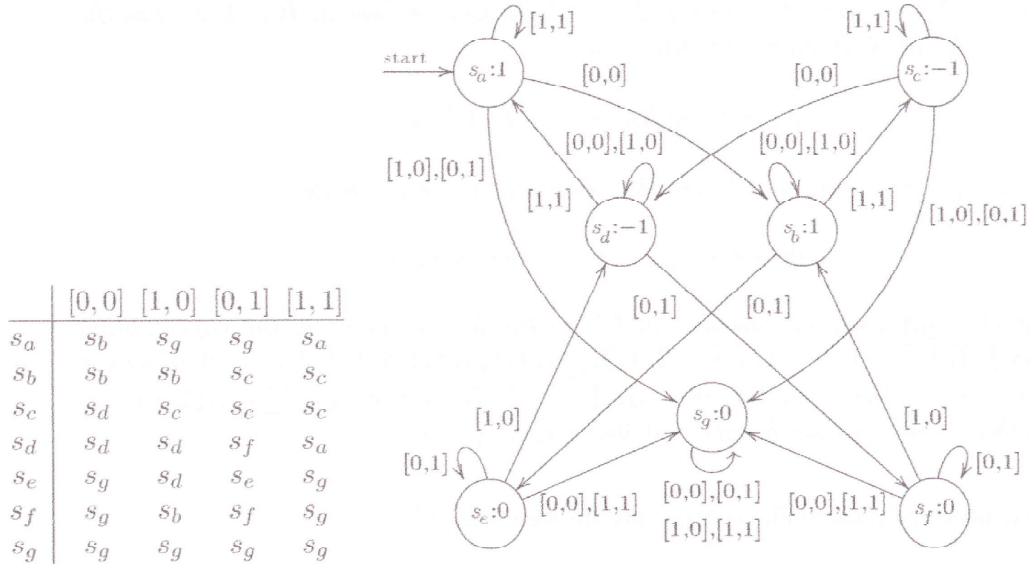 start
s_a:1
[1,1]
[1,1]
s_c:−1
[0,0]
[0,0]
[1,0],[0,1]
[0,0],[1,0]
[0,0],[1,0]
[1,1]
[1,1]
[1,0],[0,1]
s_d:−1
s_b:1
[0,1]
[0,1]
[1,0]
s_g:0
[1,0]
[0,1]
[0,1]
s_e:0
[0,0],[1,1]
[0,0],[0,1]
[1,0],[1,1]
[0,0],[1,1]
s_f:0
[0, 0] [1, 0] [0, 1] [1, 1]
s_a s_b s_g s_g s_a
s_b s_b s_b s_c s_c
s_c s_d s_c s_e s_c
s_d s_d s_d s_f s_a
s_e s_g s_d s_e s_g
s_f s_g s_b s_f s_g
s_g s_g s_g s_g s_g